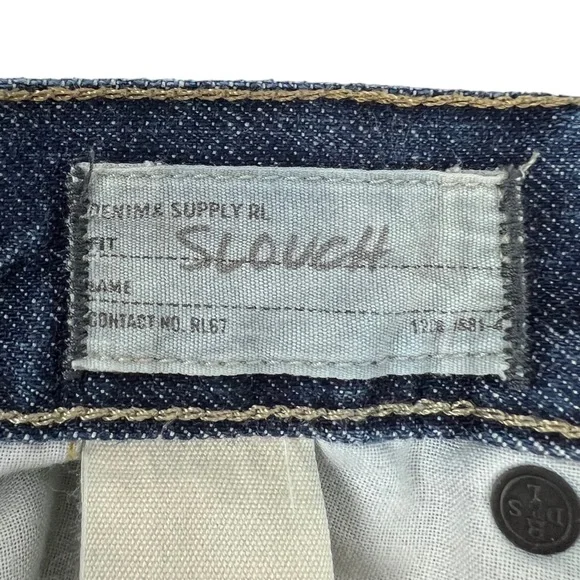 DENIM & SUPPLY RL
FIT SLOUCH
NAME
CONTACT NO. RL67